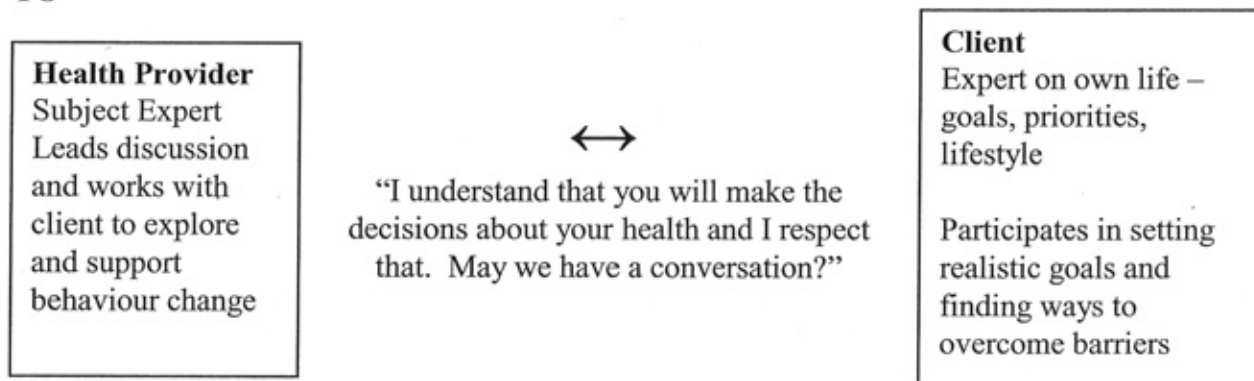 Health Provider
Subject Expert
Leads discussion
and works with
client to explore
and support
behaviour change
↔
“I understand that you will make the
decisions about your health and I respect
that.  May we have a conversation?”
Client
Expert on own life –
goals, priorities,
lifestyle
Participates in setting
realistic goals and
finding ways to
overcome barriers